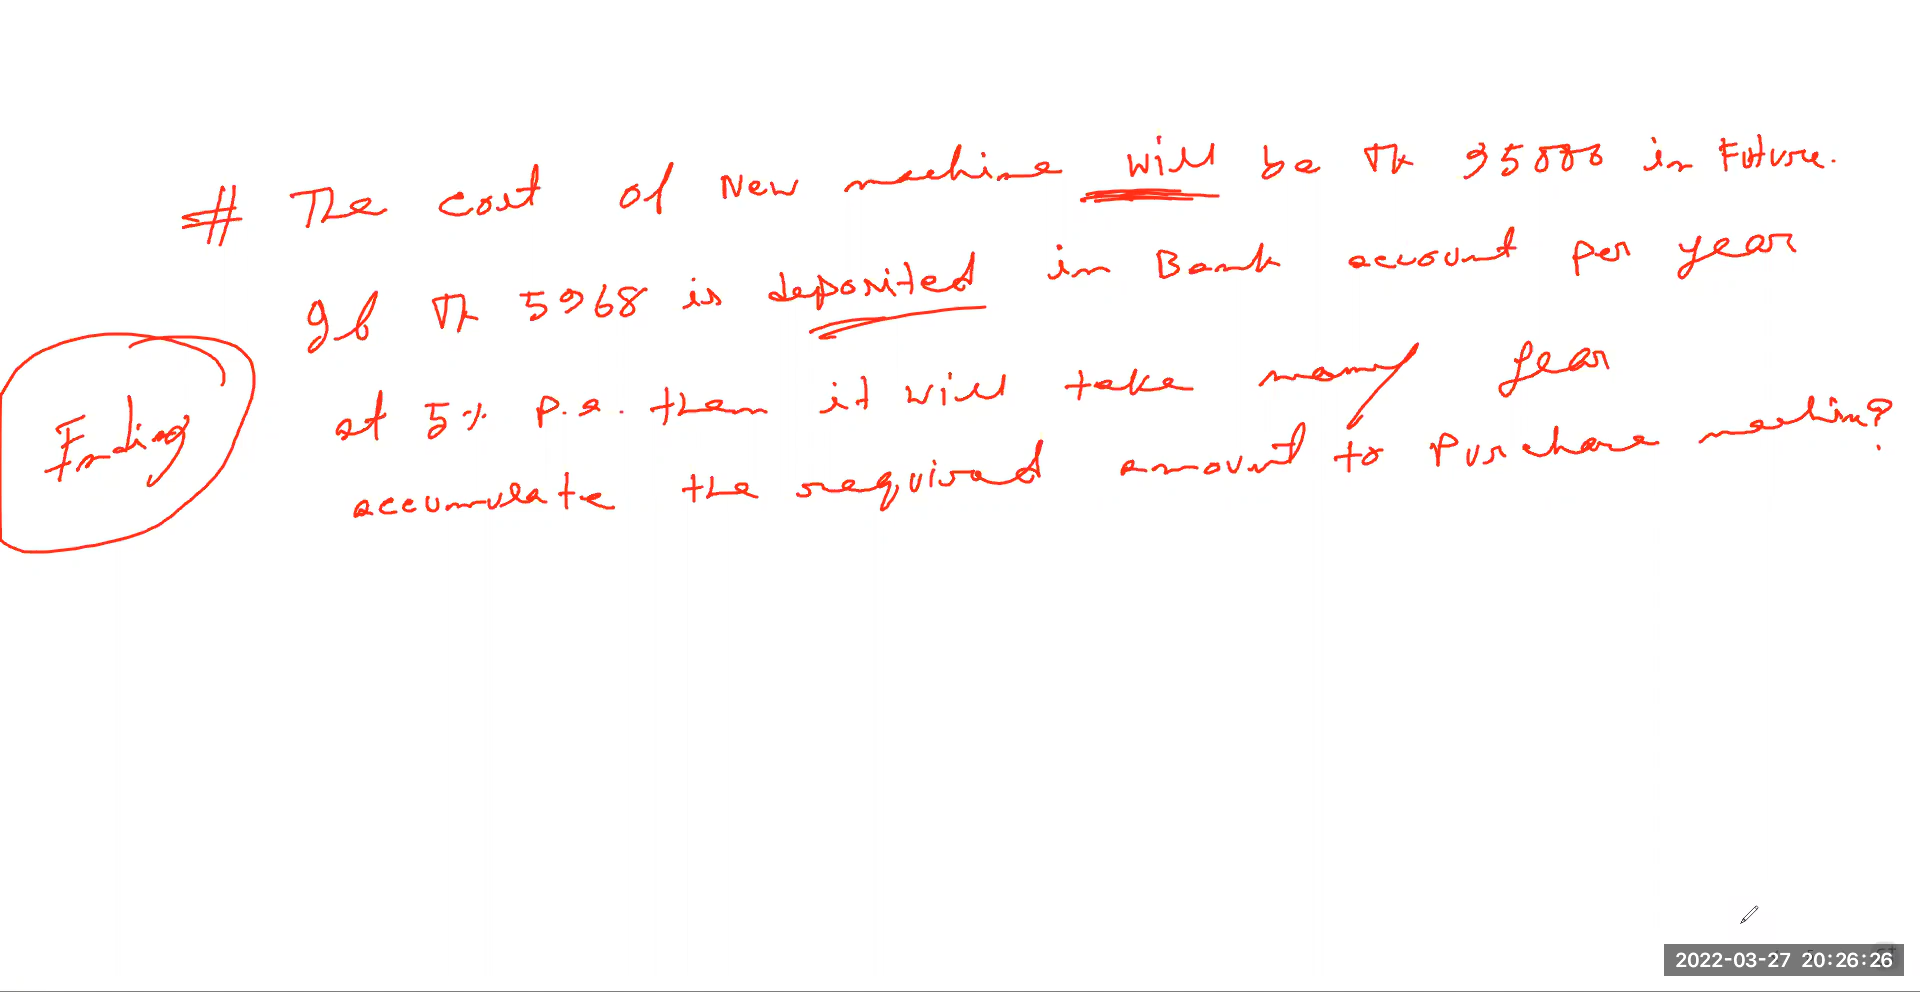 # The cost of New machine will be Tk 95000 in Future.
If Tk 5968 is deposited in Bank account per year
at 5% p.a. then it will take many year
accumulate the required amount to purchase machine?
Ending
2022-03-27 20:26:26